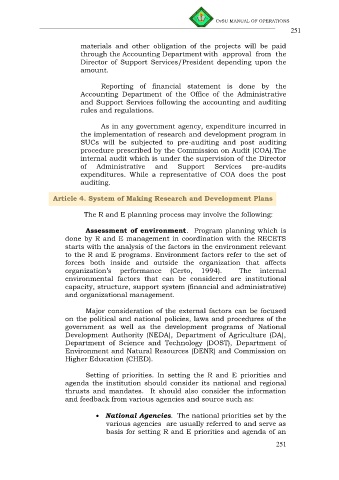 CvSU MANUAL OF OPERATIONS
251
materials and other obligation of the projects will be paid
through the Accounting Department with approval from the
Director of Support Services/President depending upon the
amount.
Reporting of financial statement is done by the
Accounting Department of the Office of the Administrative
and Support Services following the accounting and auditing
rules and regulations.
As in any government agency, expenditure incurred in
the implementation of research and development program in
SUCs will be subjected to pre-auditing and post auditing
procedure prescribed by the Commission on Audit (COA).The
internal audit which is under the supervision of the Director
of Administrative and Support Services pre-audits
expenditures. While a representative of COA does the post
auditing.
Article 4. System of Making Research and Development Plans
The R and E planning process may involve the following:
Assessment of environment. Program planning which is
done by R and E management in coordination with the RECETS
starts with the analysis of the factors in the environment relevant
to the R and E programs. Environment factors refer to the set of
forces both inside and outside the organization that affects
organization's performance (Certo, 1994). The internal
environmental factors that can be considered are institutional
capacity, structure, support system (financial and administrative)
and organizational management.
Major consideration of the external factors can be focused
on the political and national policies, laws and procedures of the
government as well as the development programs of National
Development Authority (NEDA), Department of Agriculture (DA),
Department of Science and Technology (DOST), Department of
Environment and Natural Resources (DENR) and Commission on
Higher Education (CHED).
Setting of priorities. In setting the R and E priorities and
agenda the institution should consider its national and regional
thrusts and mandates. It should also consider the information
and feedback from various agencies and source such as:
• National Agencies. The national priorities set by the
various agencies are usually referred to and serve as
basis for setting R and E priorities and agenda of an
251